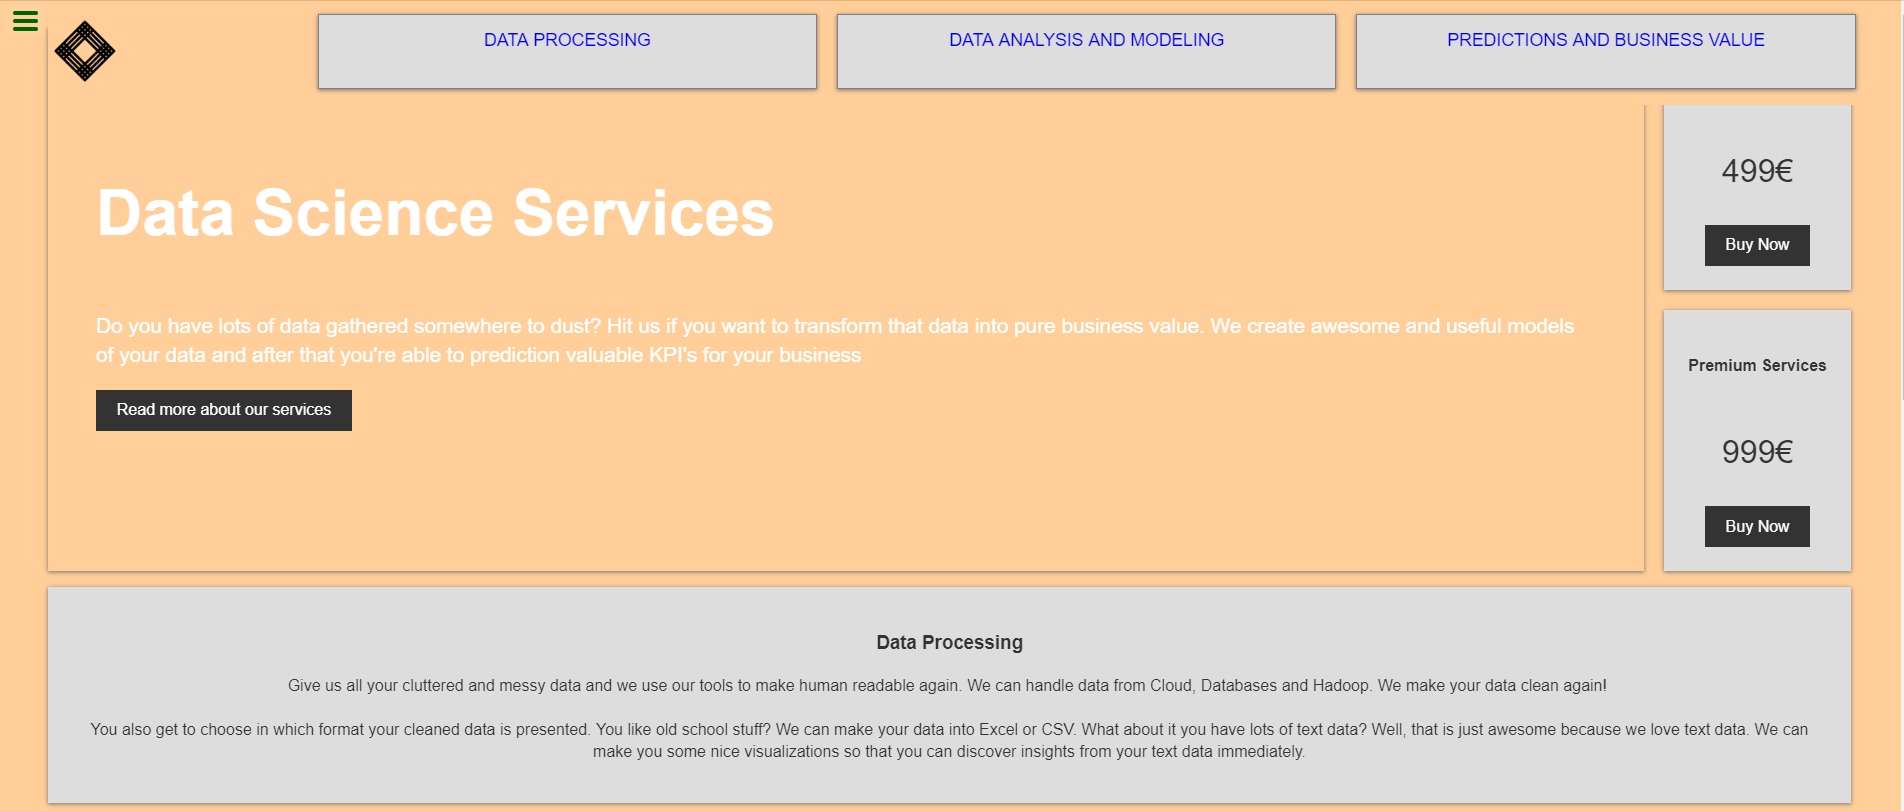 DATA PROCESSING
DATA ANALYSIS AND MODELING
PREDICTIONS AND BUSINESS VALUE
Data Science Services
Do you have lots of data gathered somewhere to dust? Hit us if you want to transform that data into pure business value. We create awesome and useful models
of your data and after that you're able to prediction valuable KPI's for your business
Read more about our services
499€
Buy Now
Premium Services
999€
Buy Now
Data Processing
Give us all your cluttered and messy data and we use our tools to make human readable again. We can handle data from Cloud, Databases and Hadoop. We make your data clean again!
You also get to choose in which format your cleaned data is presented. You like old school stuff? We can make your data into Excel or CSV. What about it you have lots of text data? Well, that is just awesome because we love text data. We can
make you some nice visualizations so that you can discover insights from your text data immediately.